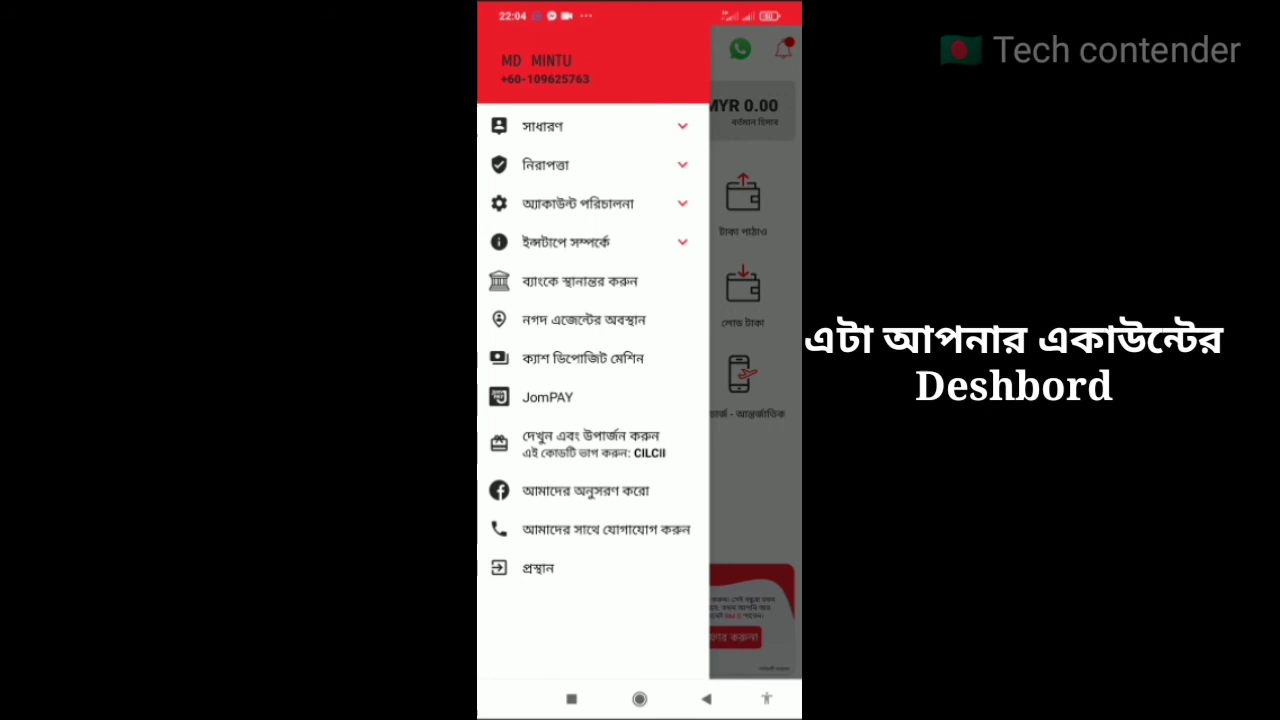 22:04
Tech contender
MD MINTU
+60-109625763
MYR 0.00
বর্তমান হিসাব
সাধারণ
নিরাপত্তা
অ্যাকাউন্ট পরিচালনা
ইন্সটাপে সম্পর্কে
ব্যাংকে স্থানান্তর করুন
নগদ এজেন্টের অবস্থান
ক্যাশ ডিপোজিট মেশিন
JomPAY
দেখুন এবং উপার্জন করুন
এই কোডটি ভাগ করুন: CILCII
আমাদের অনুসরণ করো
আমাদের সাথে যোগাযোগ করুন
প্রস্থান
টাকা পাঠাও
লোড টাকা
চার্জ - আন্তর্জাতিক
করুন!
এটা আপনার একাউন্টের
Deshbord